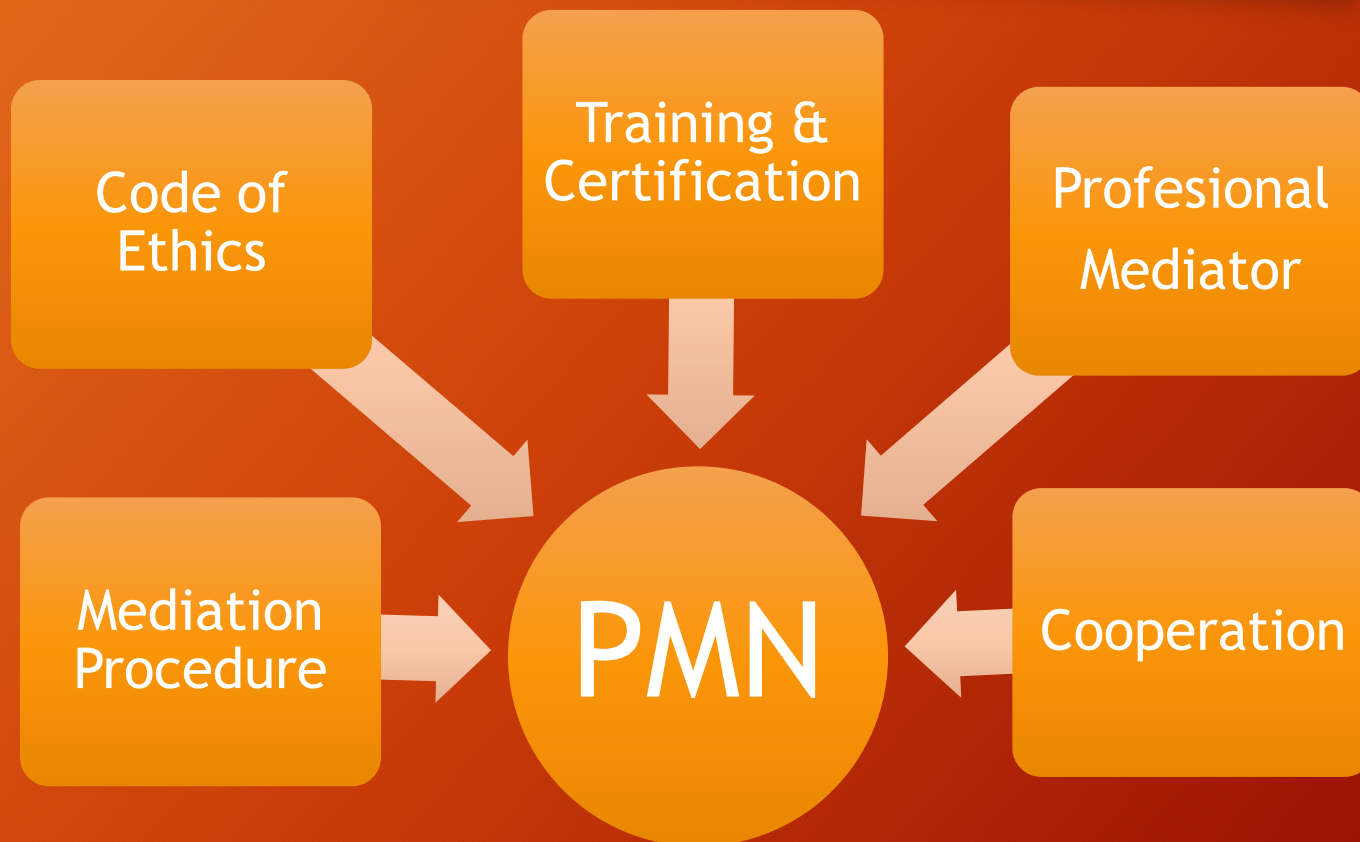 Training &
Certification
Code of
Ethics
Profesional
Mediator
Mediation
Procedure
PMN
Cooperation